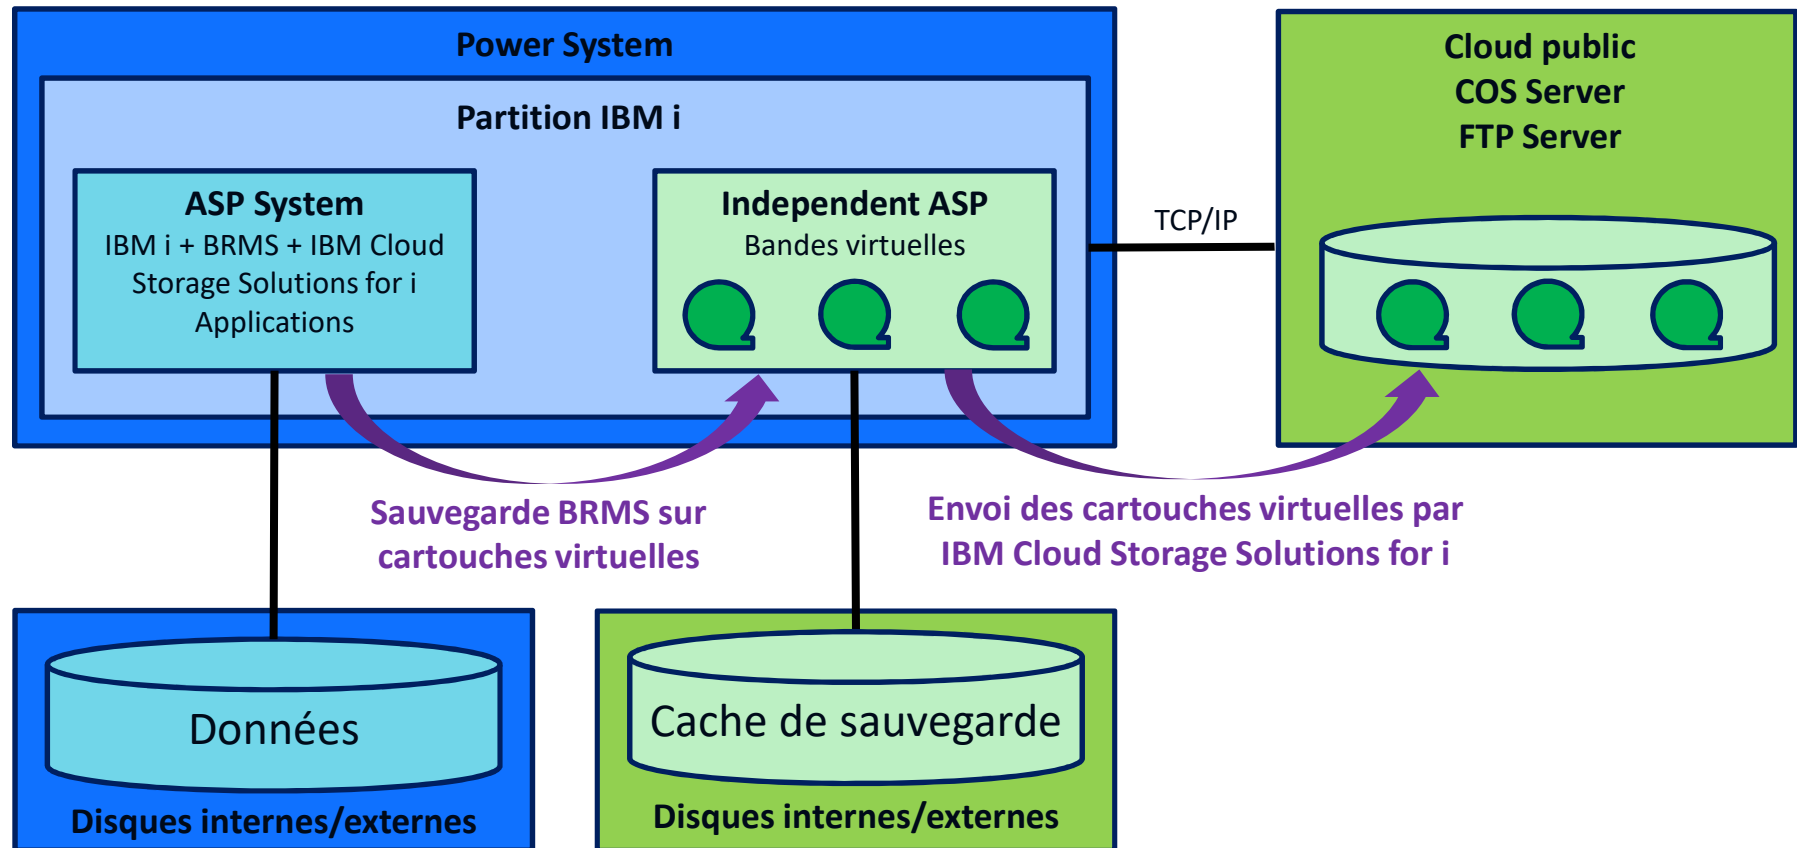 Power System
Partition IBM i
ASP System
IBM i + BRMS + IBM Cloud
Storage Solutions for i
Applications
Independent ASP
Bandes virtuelles
TCP/IP
Cloud public
COS Server
FTP Server
Sauvegarde BRMS sur
cartouches virtuelles
Envoi des cartouches virtuelles par
IBM Cloud Storage Solutions for i
Données
Disques internes/externes
Cache de sauvegarde
Disques internes/externes